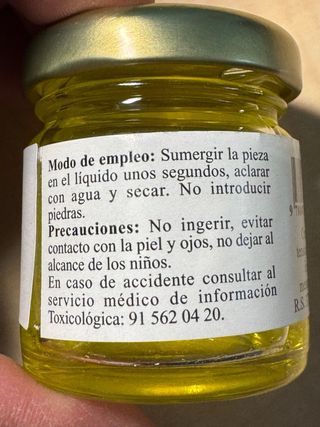 Modo de empleo: Sumergir la pieza
en el líquido unos segundos, aclarar
con agua y secar. No introducir
piedras.
Precauciones: No ingerir, evitar
contacto con la piel y ojos, no dejar al
alcance de los niños.
En caso de accidente consultar al
servicio médico de información
Toxicológica: 91 562 04 20.
R.S.